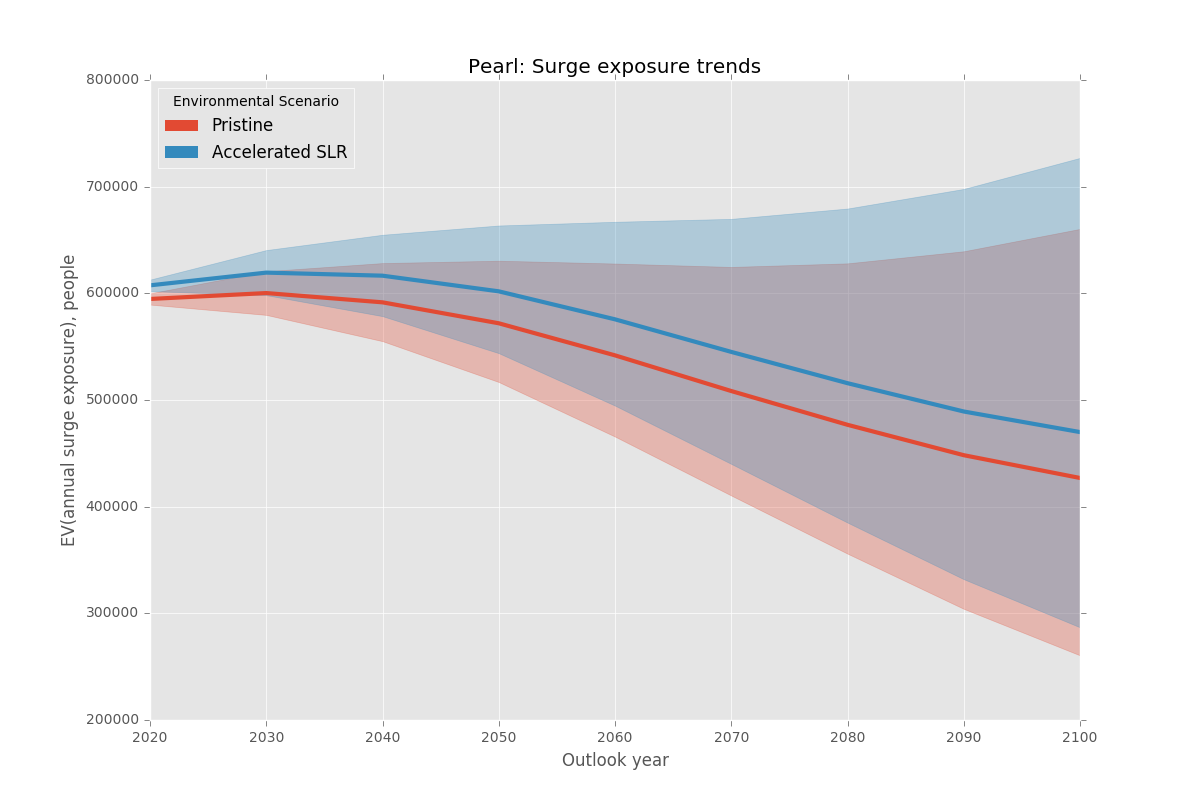 Pearl: Surge exposure trends
Environmental Scenario
Pristine
Accelerated SLR
EV(annual surge exposure), people
800000
700000
600000
500000
400000
300000
200000
2020 2030 2040 2050 2060 2070 2080 2090 2100
Outlook year